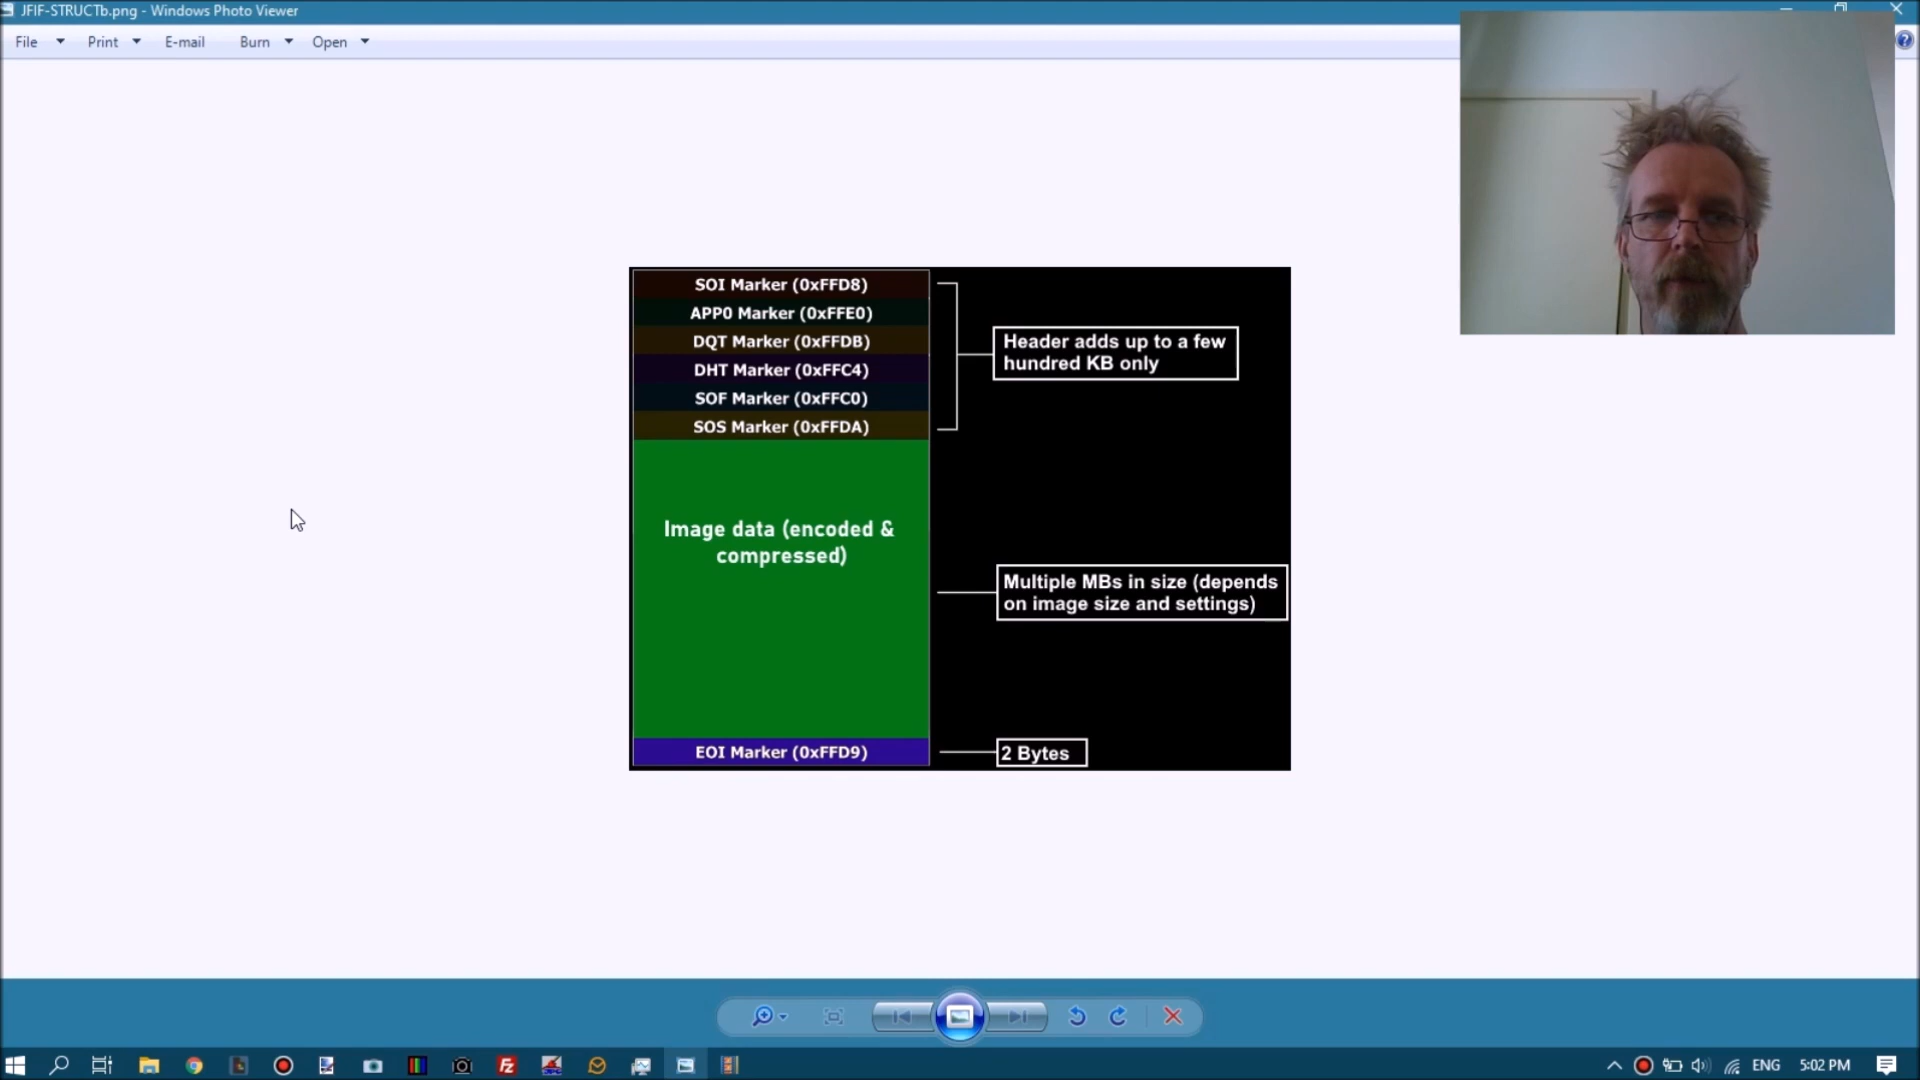 JFIF-STRUCTb.png - Windows Photo Viewer
File Print E-mail Burn Open
SOI Marker (0xFFD8)
APP0 Marker (0xFFE0)
DQT Marker (0xFFDB)
DHT Marker (0xFFC4)
SOF Marker (0xFFC0)
SOS Marker (0xFFDA)
Header adds up to a few
hundred KB only
Image data (encoded &
compressed)
Multiple MBs in size (depends
on image size and settings)
EOI Marker (0xFFD9)
2 Bytes
Fz
ENG 5:02 PM